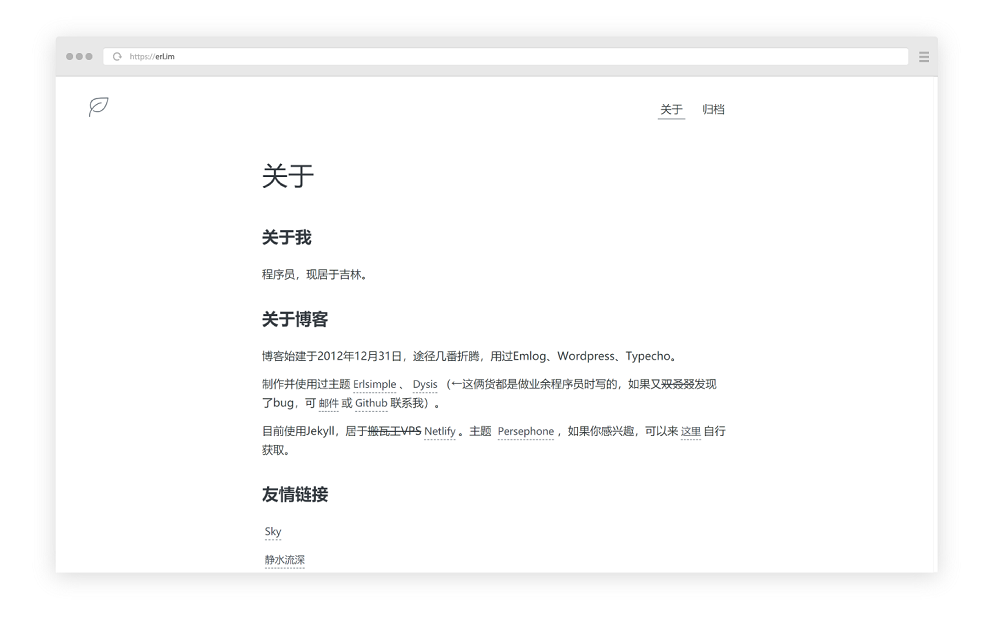 https://erl.im
关于 归档
关于
关于我
程序员，现居于吉林。
关于博客
博客始建于2012年12月31日，途径几番折腾，用过Emlog、Wordpress、Typecho。
制作并使用过主题 Erlsimple 、 Dysis （←这俩货都是做业余程序员时写的，如果又双叒叕发现
了bug，可 邮件 或 Github 联系我）。
目前使用Jekyll，居于搬瓦工VPS Netlify 。主题 Persephone ，如果你感兴趣，可以来 这里 自行
获取。
友情链接
Sky
静水流深